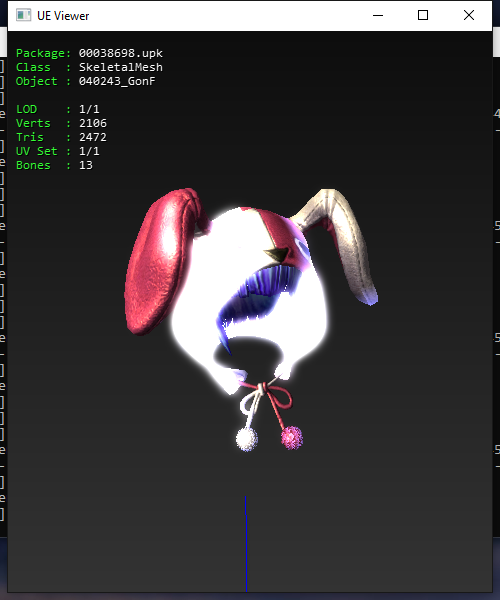 UE Viewer
Package: 00038698.upk
Class  : SkeletalMesh
Object : 040243_GonF
LOD    : 1/1
Verts  : 2106
Tris   : 2472
UV Set : 1/1
Bones  : 13